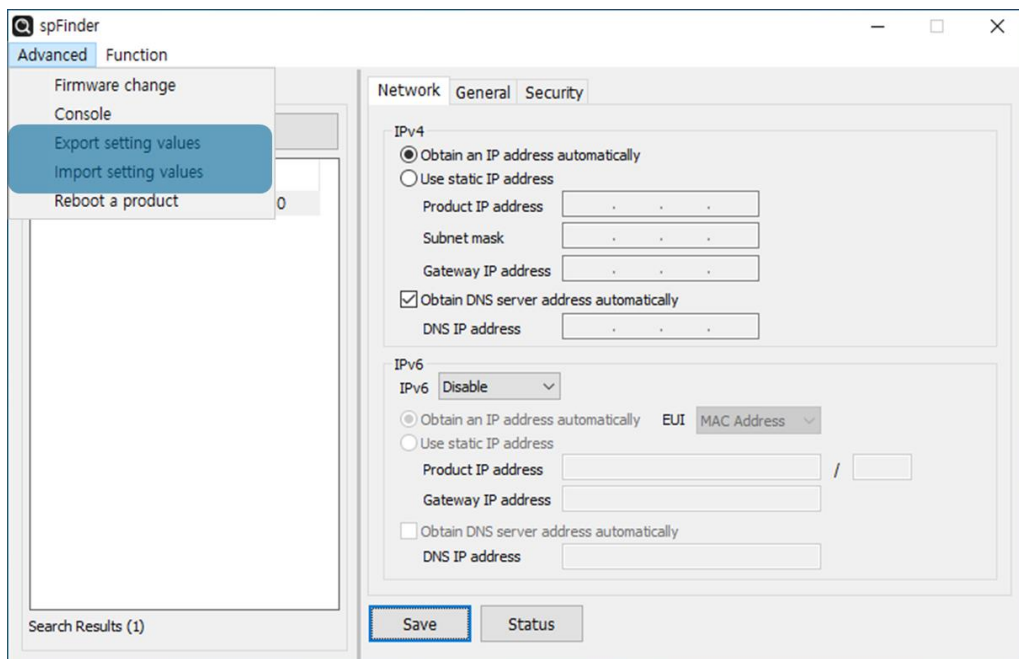 spFinder
Advanced Function
Firmware change
Console
Export setting values
Import setting values
Reboot a product
0
Search Results (1)
Network General Security
IPv4
Obtain an IP address automatically
Use static IP address
Product IP address . . .
Subnet mask . . .
Gateway IP address . . .
Obtain DNS server address automatically
DNS IP address . . .
IPv6
IPv6 Disable
Obtain an IP address automatically EUI MAC Address
Use static IP address
Product IP address /
Gateway IP address
Obtain DNS server address automatically
DNS IP address
Save Status